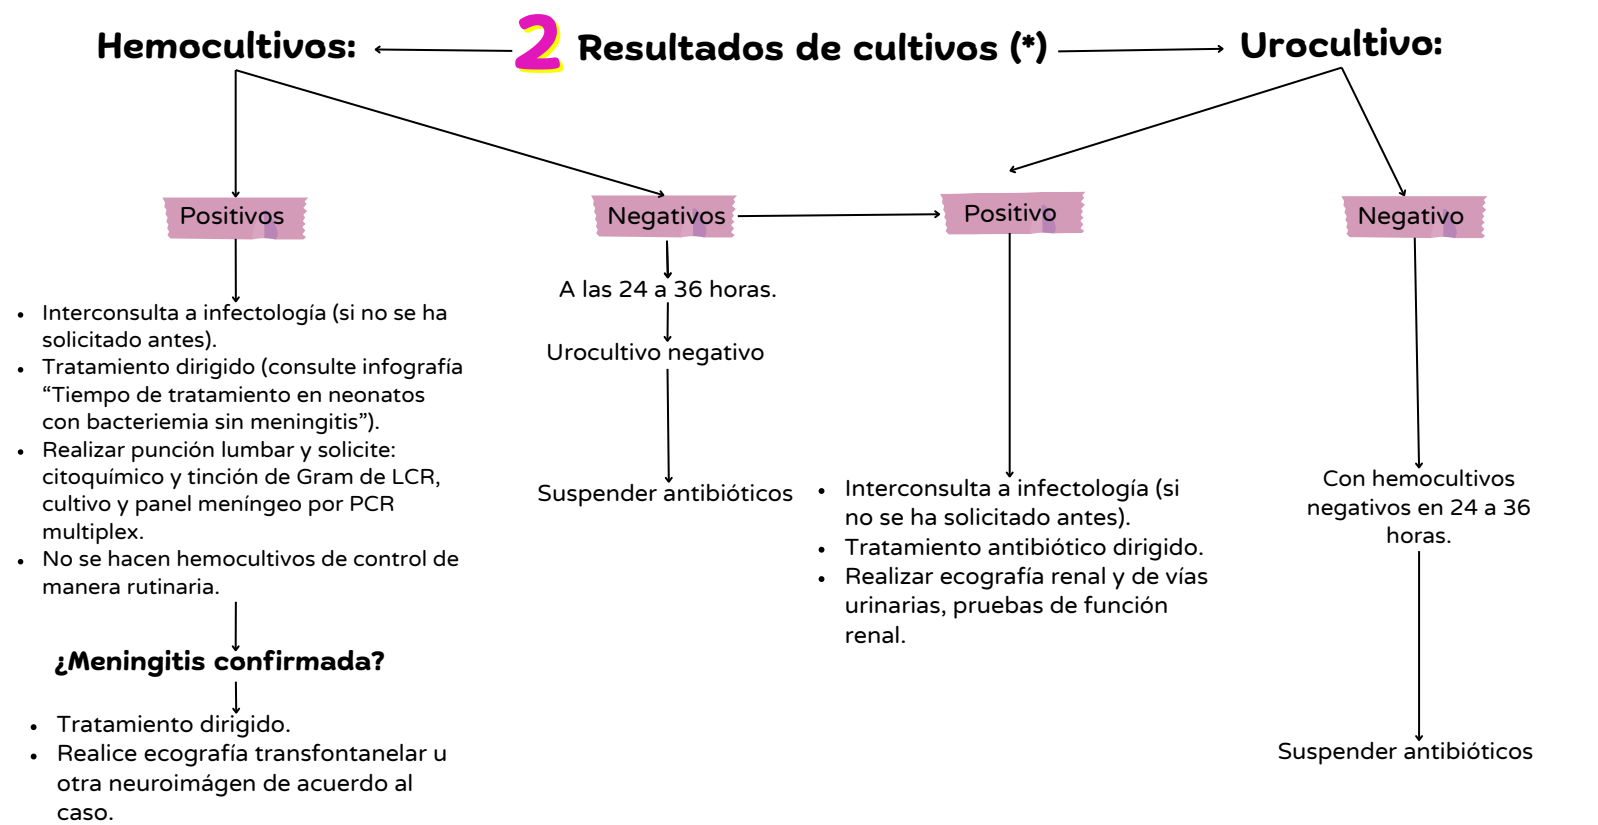 Hemocultivos:
2 Resultados de cultivos (*)
Urocultivo:
Positivos
Negativos
Positivo
Negativo
• Interconsulta a infectología (si no se ha
solicitado antes).
• Tratamiento dirigido (consulte infografía
“Tiempo de tratamiento en neonatos
con bacteriemia sin meningitis”).
• Realizar punción lumbar y solicite:
citoquímico y tinción de Gram de LCR,
cultivo y panel meníngeo por PCR
multiplex.
• No se hacen hemocultivos de control de
manera rutinaria.
¿Meningitis confirmada?
• Tratamiento dirigido.
• Realice ecografía transfontanelar u
otra neuroimágen de acuerdo al
caso.
A las 24 a 36 horas.
Urocultivo negativo
Suspender antibióticos
• Interconsulta a infectología (si
no se ha solicitado antes).
• Tratamiento antibiótico dirigido.
• Realizar ecografía renal y de vías
urinarias, pruebas de función
renal.
Con hemocultivos
negativos en 24 a 36
horas.
Suspender antibióticos